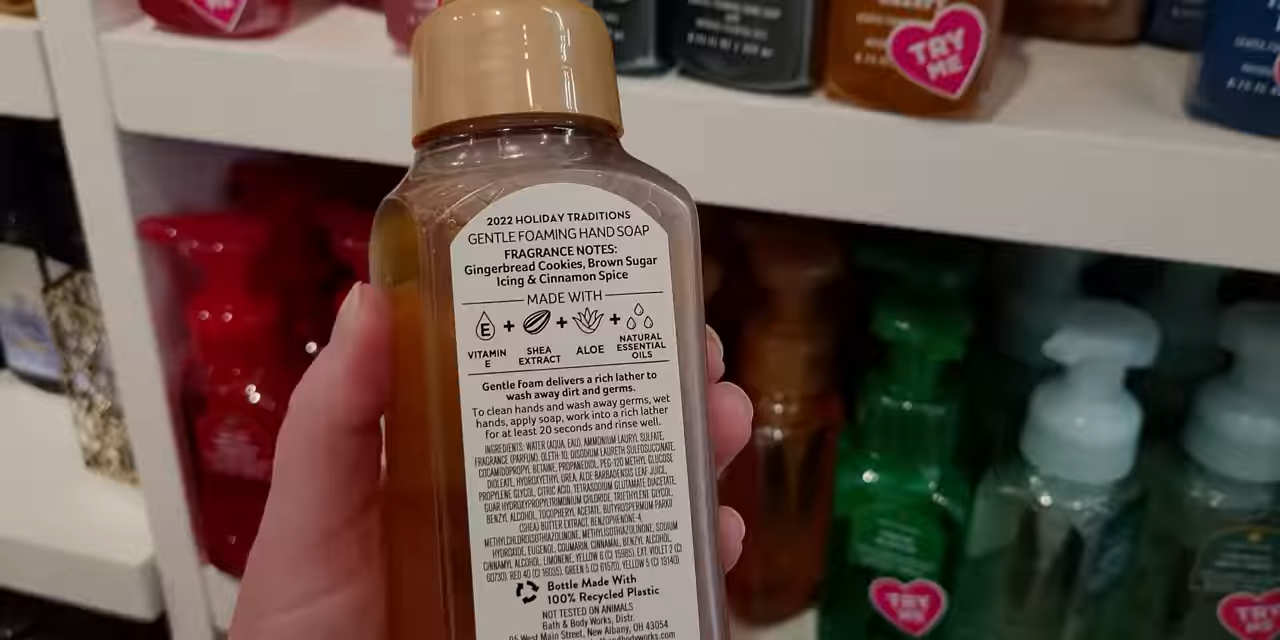 TRY
ME
2022 HOLIDAY TRADITIONS
GENTLE FOAMING HAND SOAP
FRAGRANCE NOTES:
Gingerbread Cookies, Brown Sugar
Icing & Cinnamon Spice
MADE WITH
E + + +
VITAMIN
E
SHEA
EXTRACT
ALOE
NATURAL
ESSENTIAL
OILS
Gentle foam delivers a rich lather to
wash away dirt and germs.
To clean hands and wash away germs, wet
hands, apply soap, work into a rich lather
for at least 20 seconds and rinse well.
INGREDIENTS: WATER (AQUA, EAU), AMMONIUM LAURYL SULFATE,
FRAGRANCE (PARFUM), OLETH-10, DISODIUM LAURETH SULFOSUCCINATE,
COCAMIDOPROPYL BETAINE, PROPANEDIOL, PEG-120 METHYL GLUCOSE
DIOLEATE, HYDROXYETHYL UREA, ALOE BARBADENSIS LEAF JUICE,
PROPYLENE GLYCOL, CITRIC ACID, TETRASODIUM GLUTAMATE DIACETATE,
GUAR HYDROXYPROPYLTRIMONIUM CHLORIDE, TRIETHYLENE GLYCOL,
BENZYL ALCOHOL, TOCOPHERYL ACETATE, BUTYROSPERMUM PARKII
(SHEA) BUTTER EXTRACT, BENZOPHENONE-4,
METHYLCHLOROISOTHIAZOLINONE, METHYLISOTHIAZOLINONE, SODIUM
HYDROXIDE, EUGENOL, COUMARIN, CINNAMAL, BENZYL ALCOHOL,
CINNAMYL ALCOHOL, LIMONENE, YELLOW 6 (CI 15985), EXT. VIOLET 2 (CI
60730), RED 40 (CI 16035), GREEN 5 (CI 61570), YELLOW 5 (CI 19140)
Bottle Made With
100% Recycled Plastic
NOT TESTED ON ANIMALS
Bath & Body Works, Distr.
West Main Street, New Albany, OH 43054
TRY
ME
TRY
ME